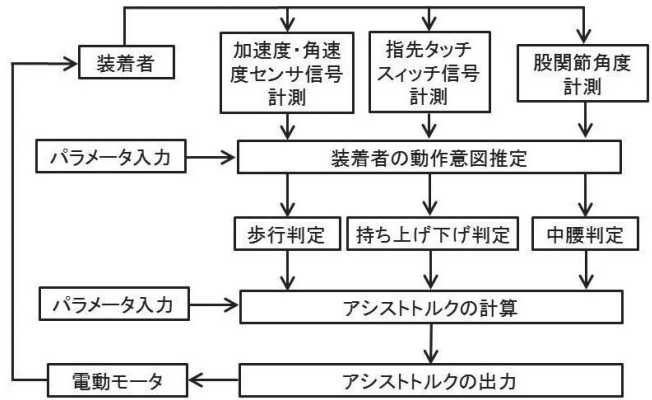 装着者
加速度・角速
度センサ信号
計測
指先タッチ
スィッチ信号
計測
股関節角度
計測
パラメータ入力
装着者の動作意図推定
歩行判定
持ち上げ下げ判定
中腰判定
パラメータ入力
アシストトルクの計算
電動モータ
アシストトルクの出力